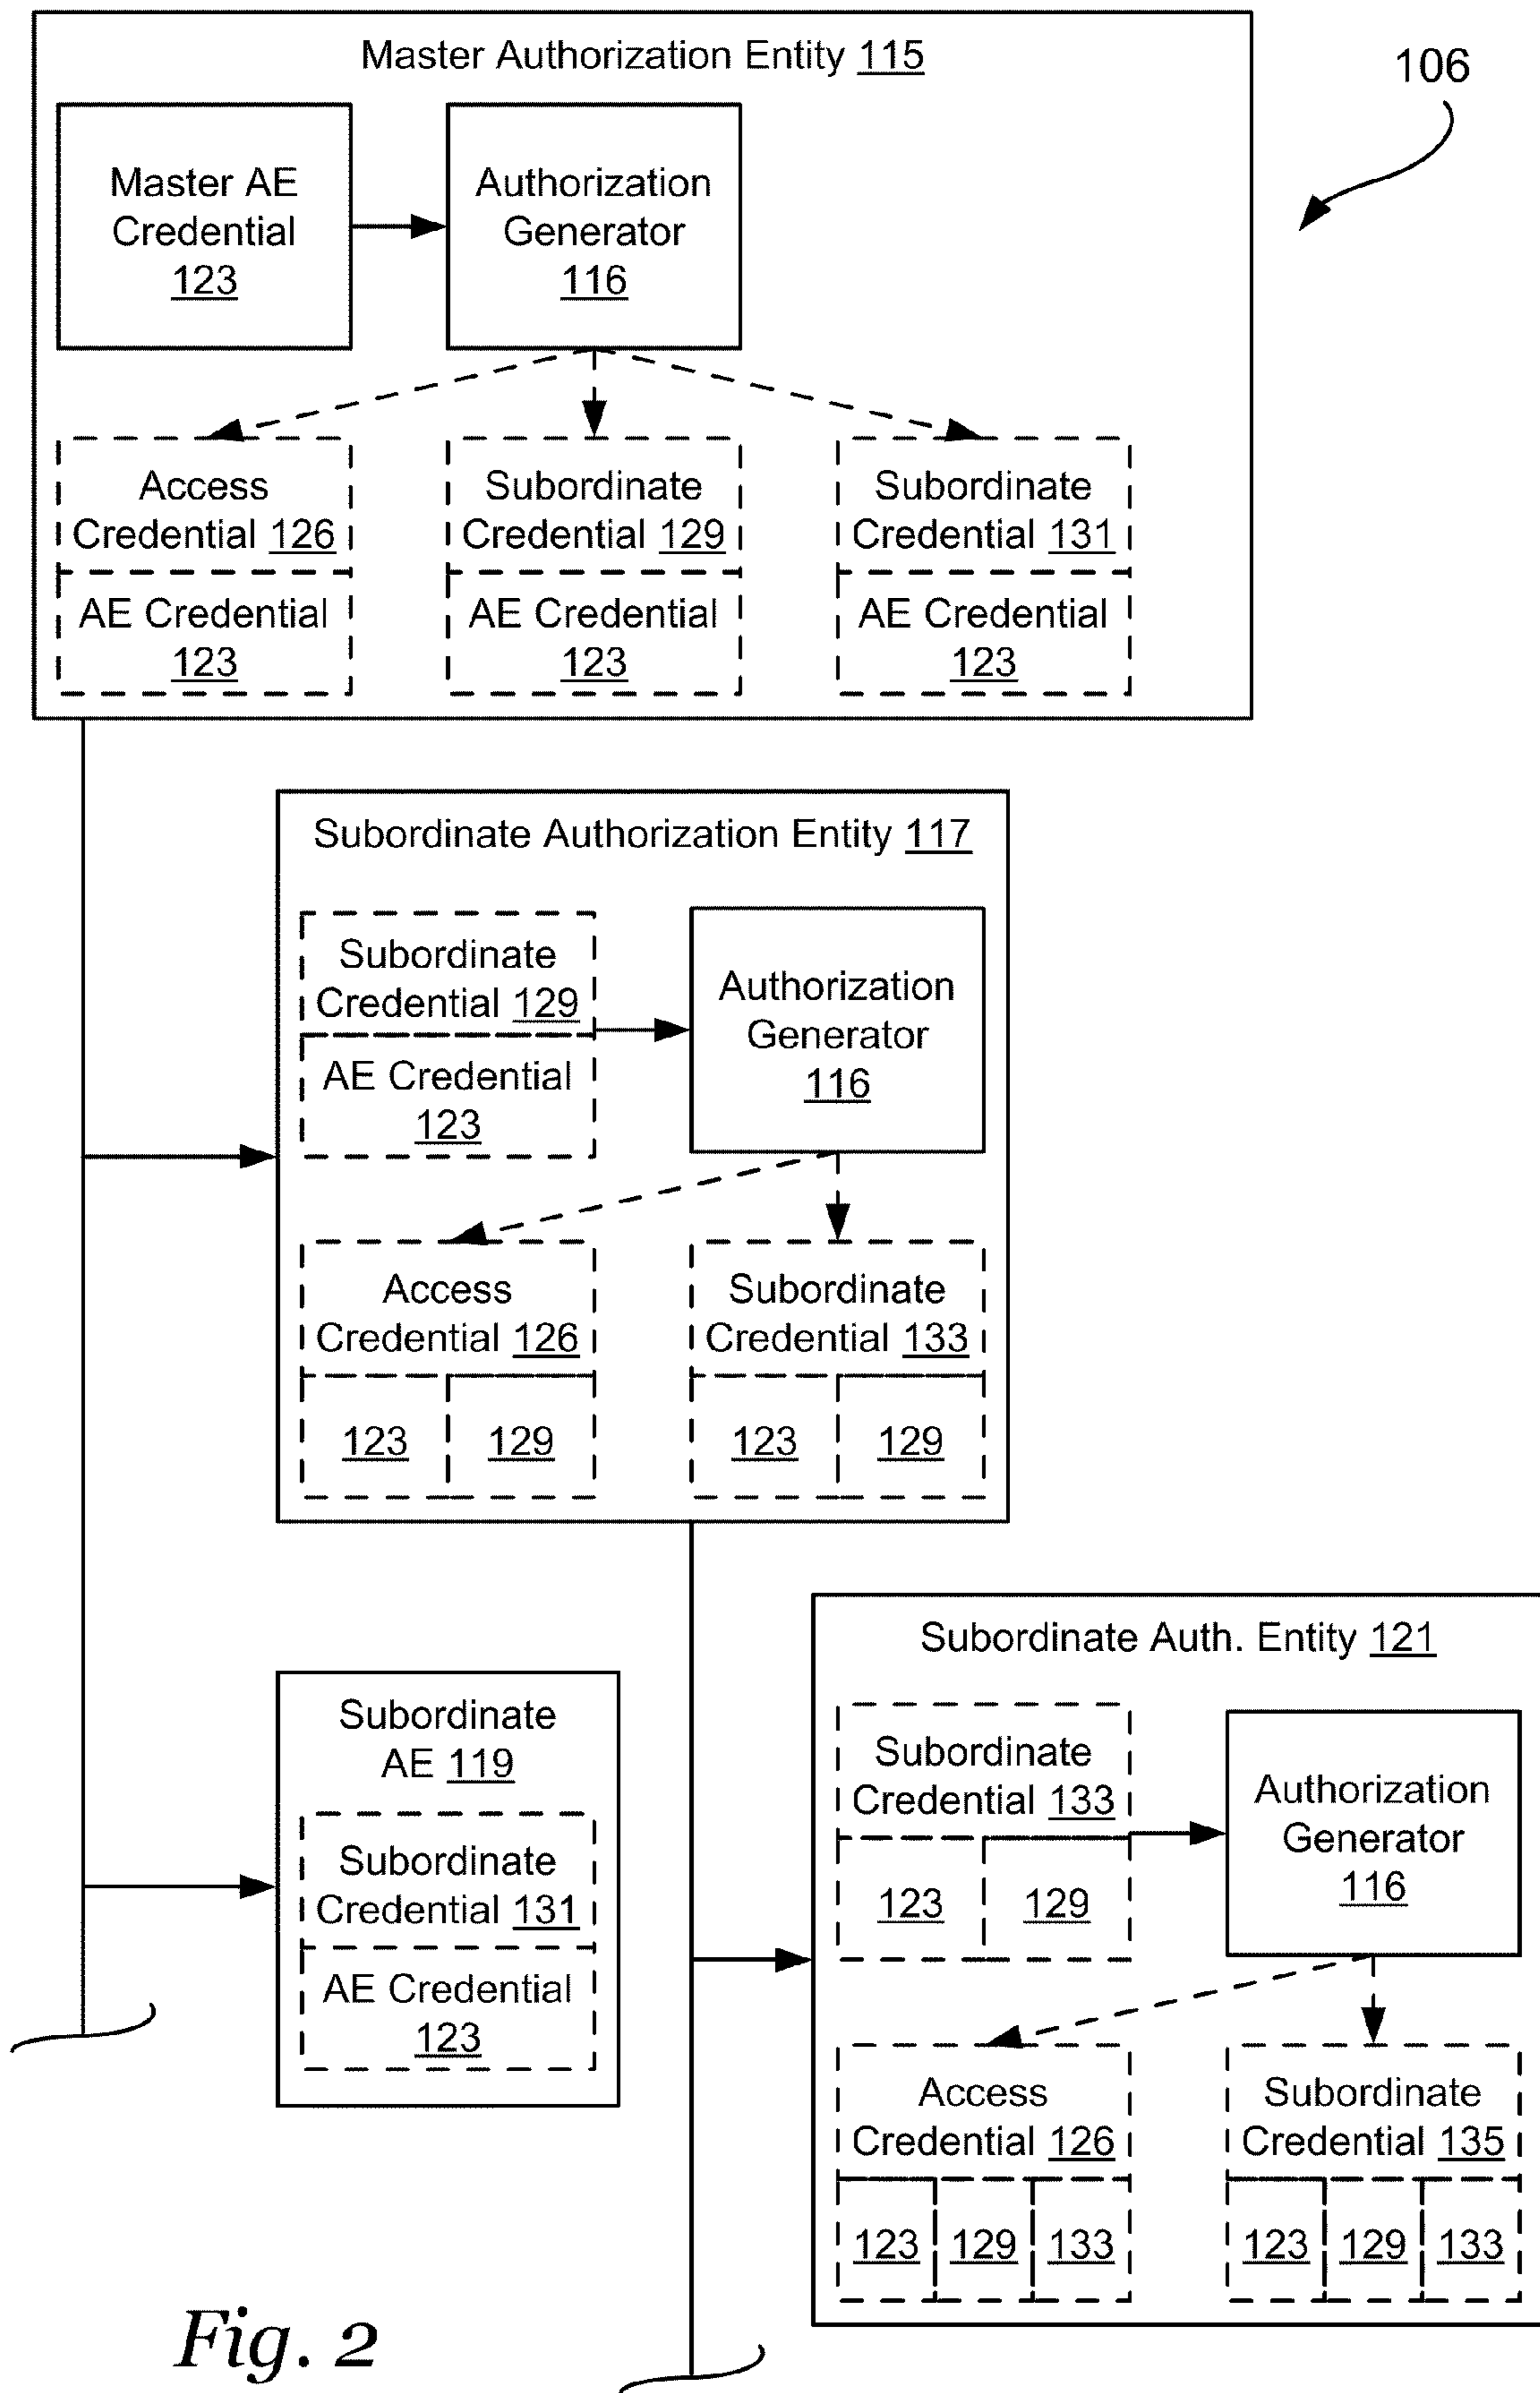 Master Authorization Entity 115
106
Master AE
Credential
123
Authorization
Generator
116
Access
Credential 126
AE Credential
123
Subordinate
Credential 129
AE Credential
123
Subordinate
Credential 131
AE Credential
123
Subordinate Authorization Entity 117
Subordinate
Credential 129
AE Credential
123
Authorization
Generator
116
Access
Credential 126
123 129
Subordinate
Credential 133
123 129
Subordinate
AE 119
Subordinate
Credential 131
AE Credential
123
Subordinate Auth. Entity 121
Subordinate
Credential 133
123 129
Authorization
Generator
116
Access
Credential 126
123 129 133
Subordinate
Credential 135
123 129 133
Fig. 2